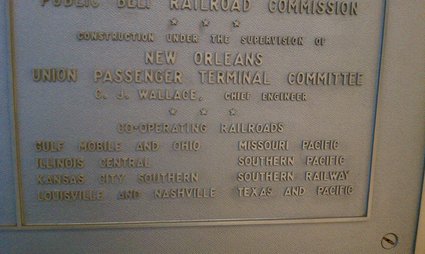 PUBLIC BELT RAILROAD COMMISSION
* * *
CONSTRUCTION UNDER THE SUPERVISION OF
NEW ORLEANS
UNION PASSENGER TERMINAL COMMITTEE
C. J. WALLACE, CHIEF ENGINEER
* * *
CO-OPERATING RAILROADS
GULF MOBILE AND OHIO MISSOURI PACIFIC
ILLINOIS CENTRAL SOUTHERN PACIFIC
KANSAS CITY SOUTHERN SOUTHERN RAILWAY
LOUISVILLE AND NASHVILLE TEXAS AND PACIFIC